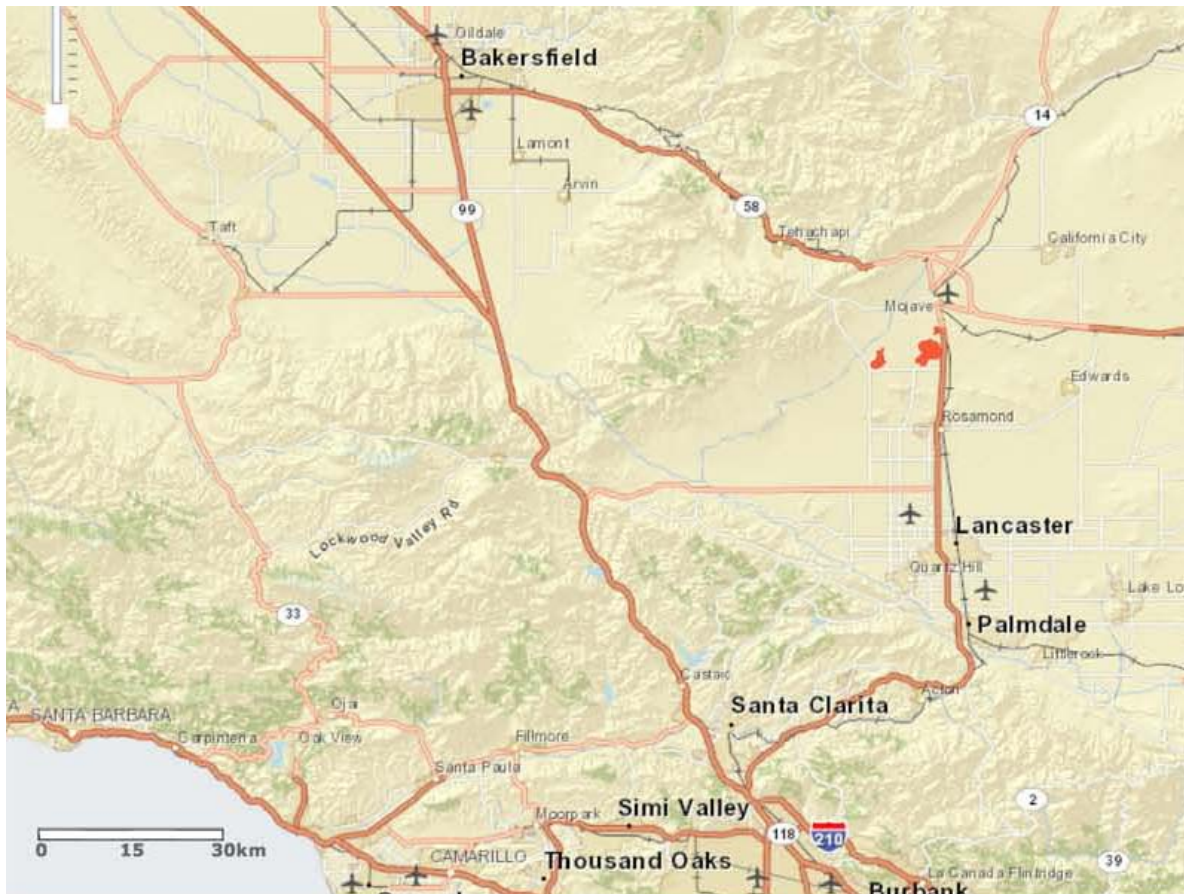 Oildale
Bakersfield
14
Lamont
Arvin
99
58
Taft
Tehachapi
California City
Mojave
Edwards
Rosamond
Lockwood Valley Rd
Lancaster
Quartz Hill
Lake Lo
33
Palmdale
Littlerock
Castaic
Acton
Santa Clarita
Ojai
SANTA BARBARA
Carpinteria
Oak View
Fillmore
Santa Paula
2
Simi Valley
Moorpark
118
210
0 15 30km
CAMARILLO
Thousand Oaks
39
La Canada Flintridge
Burbank